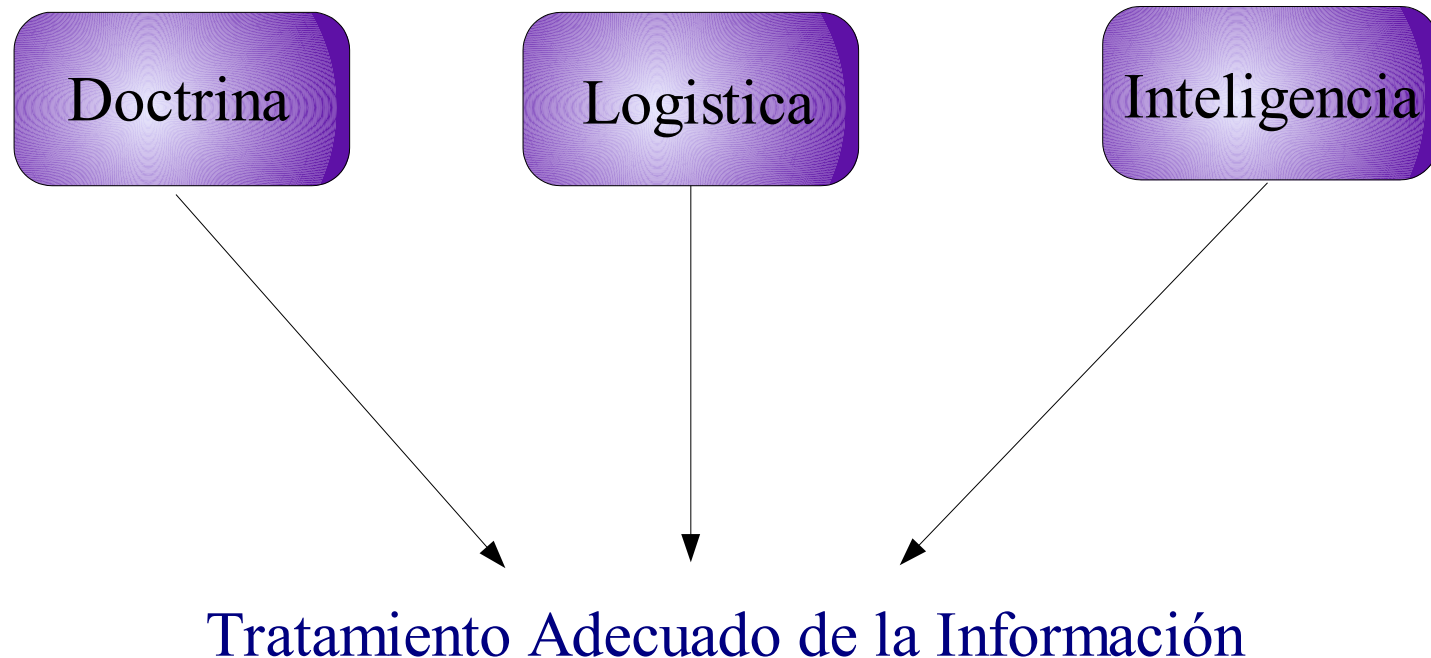 Doctrina
Logistica
Inteligencia
Tratamiento Adecuado de la Información